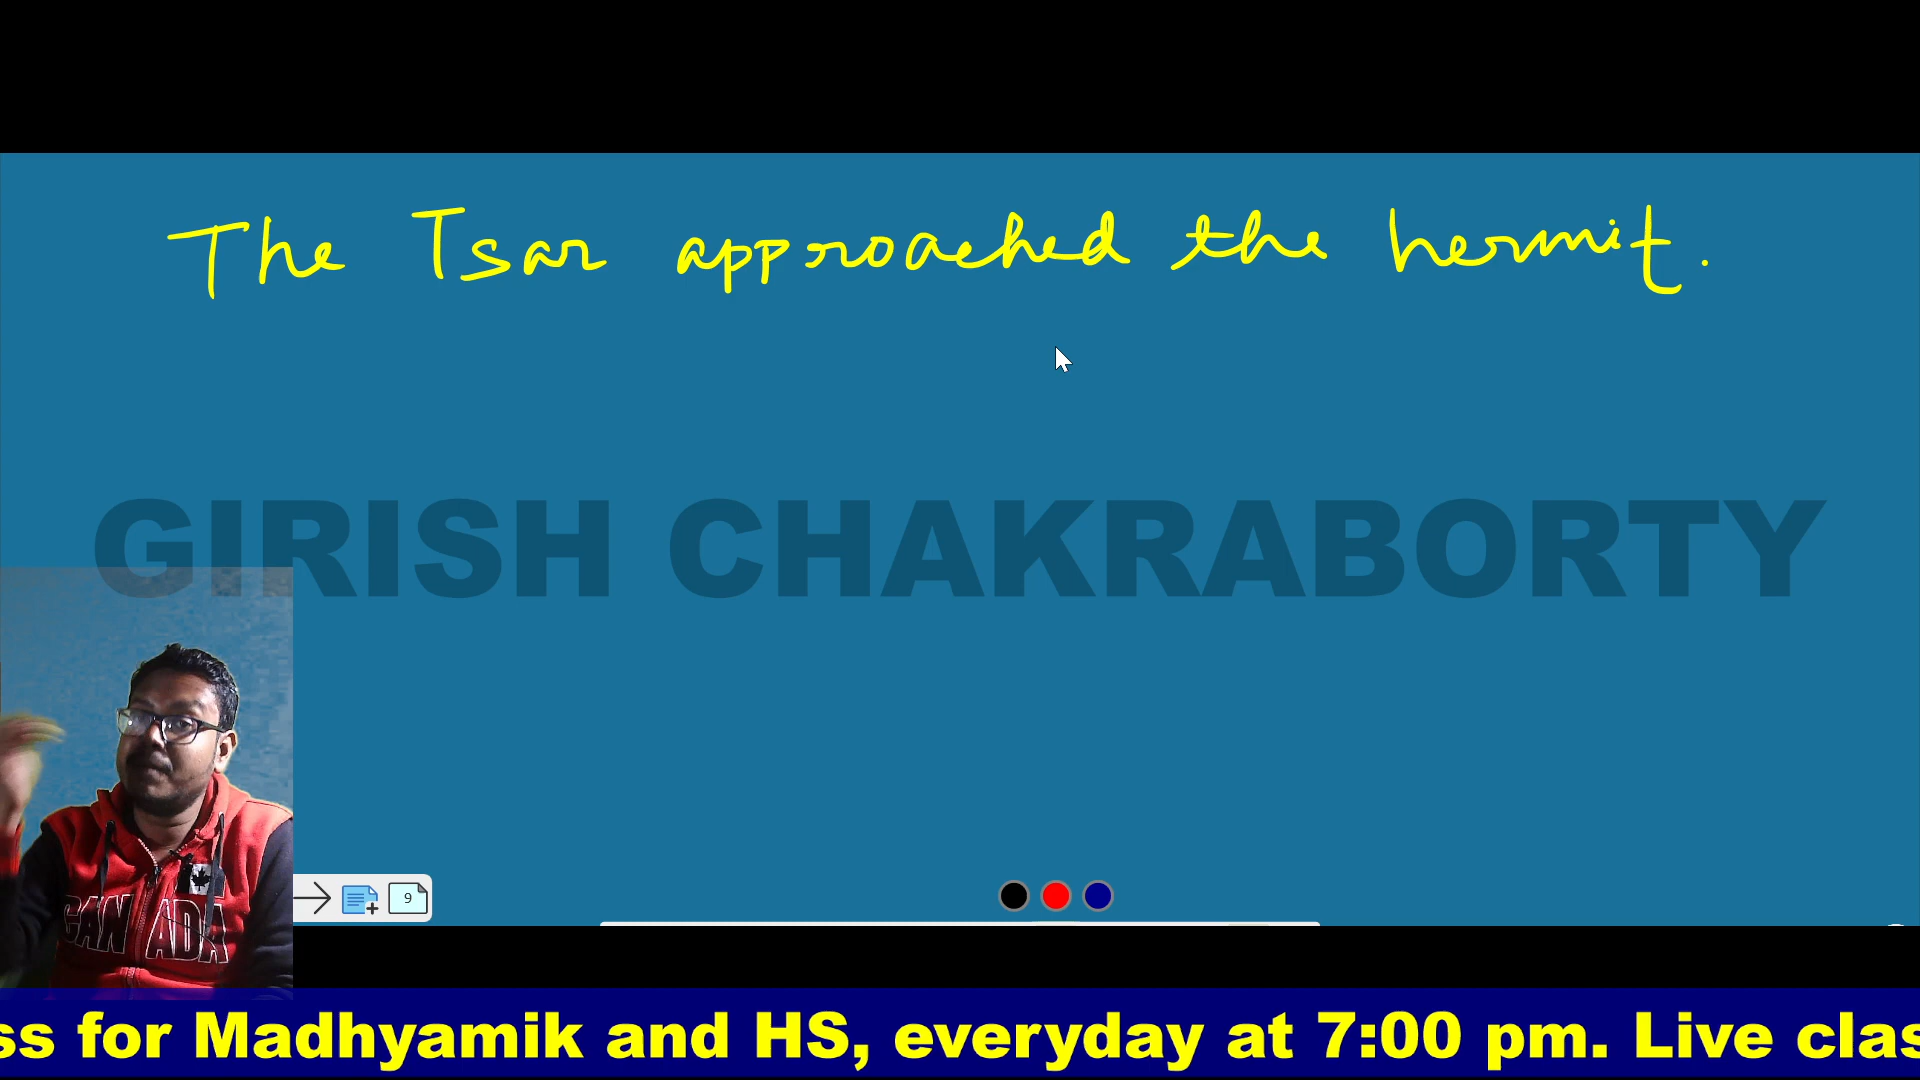 The Tsar approached the hermit.
GIRISH CHAKRABORTY
CANADA
9
ss for Madhyamik and HS, everyday at 7:00 pm. Live clas